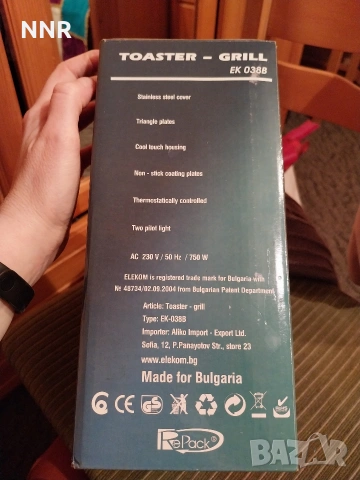 NNR
TOASTER - GRILL
EK 038B
Stainless steel cover
Triangle plates
Cool touch housing
Non - stick coating plates
Thermostatically controlled
Two pilot light
AC 230 V / 50 Hz / 750 W
ELEKOM is registered trade mark for Bulgaria with
№ 48734/02.09.2004 from Bulgarian Patent Department
Article: Toaster - grill
Type: EK-038B
Importer: Aliko Import - Export Ltd.
Sofia, 12, P.Panayotov Str., store 23
www.elekom.bg
Made for Bulgaria
CE
RePack®
bazar